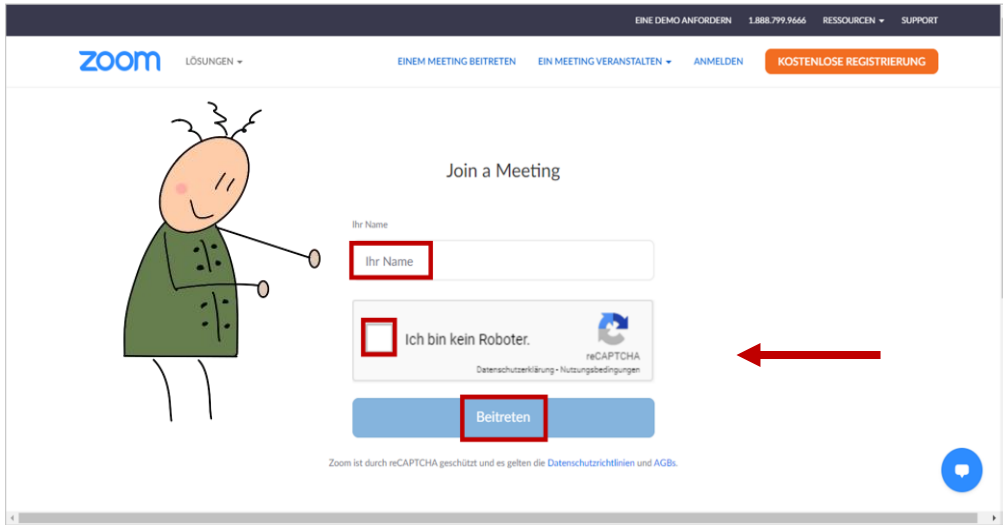 EINE DEMO ANFORDERN 1.888.799.9666 RESSOURCEN SUPPORT
zoom LÖSUNGEN EINEM MEETING BEITRETEN EIN MEETING VERANSTALTEN ANMELDEN KOSTENLOSE REGISTRIERUNG
Join a Meeting
Ihr Name
Ihr Name
Ich bin kein Roboter.
reCAPTCHA
Datenschutzerklärung - Nutzungsbedingungen
Beitreten
Zoom ist durch reCAPTCHA geschützt und es gelten die Datenschutzrichtlinien und AGBs.